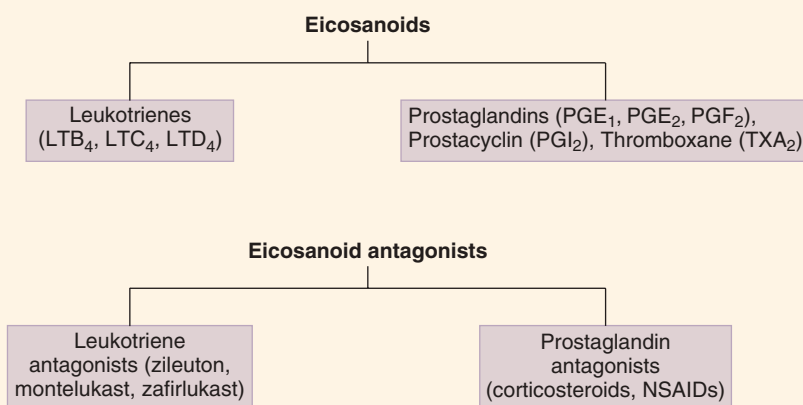 Eicosanoids
Leukotrienes
(LTB₄, LTC₄, LTD₄)
Prostaglandins (PGE₁, PGE₂, PGF₂),
Prostacyclin (PGI₂), Thromboxane (TXA₂)
Eicosanoid antagonists
Leukotriene
antagonists (zileuton,
montelukast, zafirlukast)
Prostaglandin
antagonists
(corticosteroids, NSAIDs)